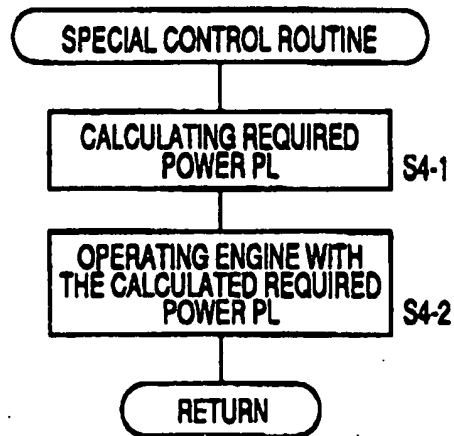 SPECIAL CONTROL ROUTINE
CALCULATING REQUIRED
POWER PL
S4-1
OPERATING ENGINE WITH
THE CALCULATED REQUIRED
POWER PL
S4-2
RETURN